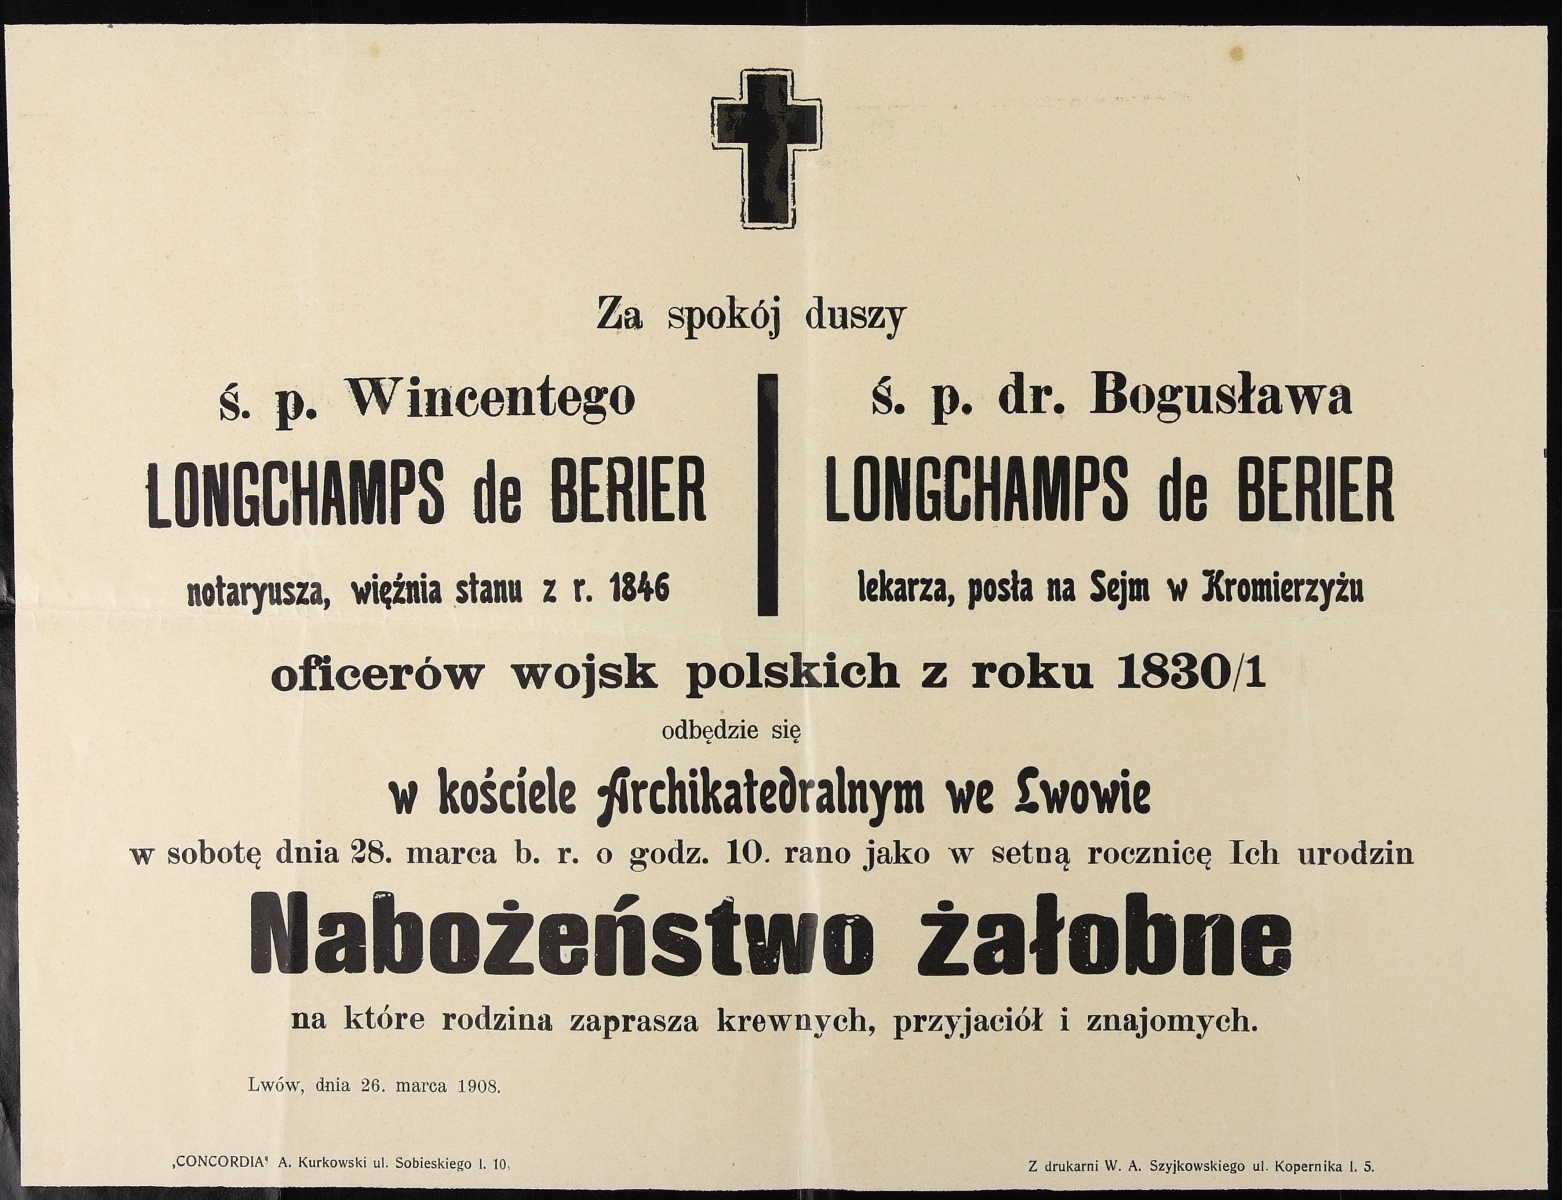 Za spokój duszy
ś. p. Wincentego
LONGCHAMPS de BERIER
notaryusza, więźnia stanu z r. 1846
ś. p. dr. Bogusława
LONGCHAMPS de BERIER
lekarza, posła na Sejm w Kromierzyżu
oficerów wojsk polskich z roku 1830/1
odbędzie się
w kościele Archikatedralnym we Lwowie
w sobotę dnia 28. marca b. r. o godz. 10. rano jako w setną rocznicę Ich urodzin
Nabożeństwo żałobne
na które rodzina zaprasza krewnych, przyjaciół i znajomych.
Lwów, dnia 26. marca 1908.
‚CONCORDIA‛ A. Kurkowski ul. Sobieskiego l. 10.
Z drukarni W. A. Szyjkowskiego ul. Kopernika l. 5.